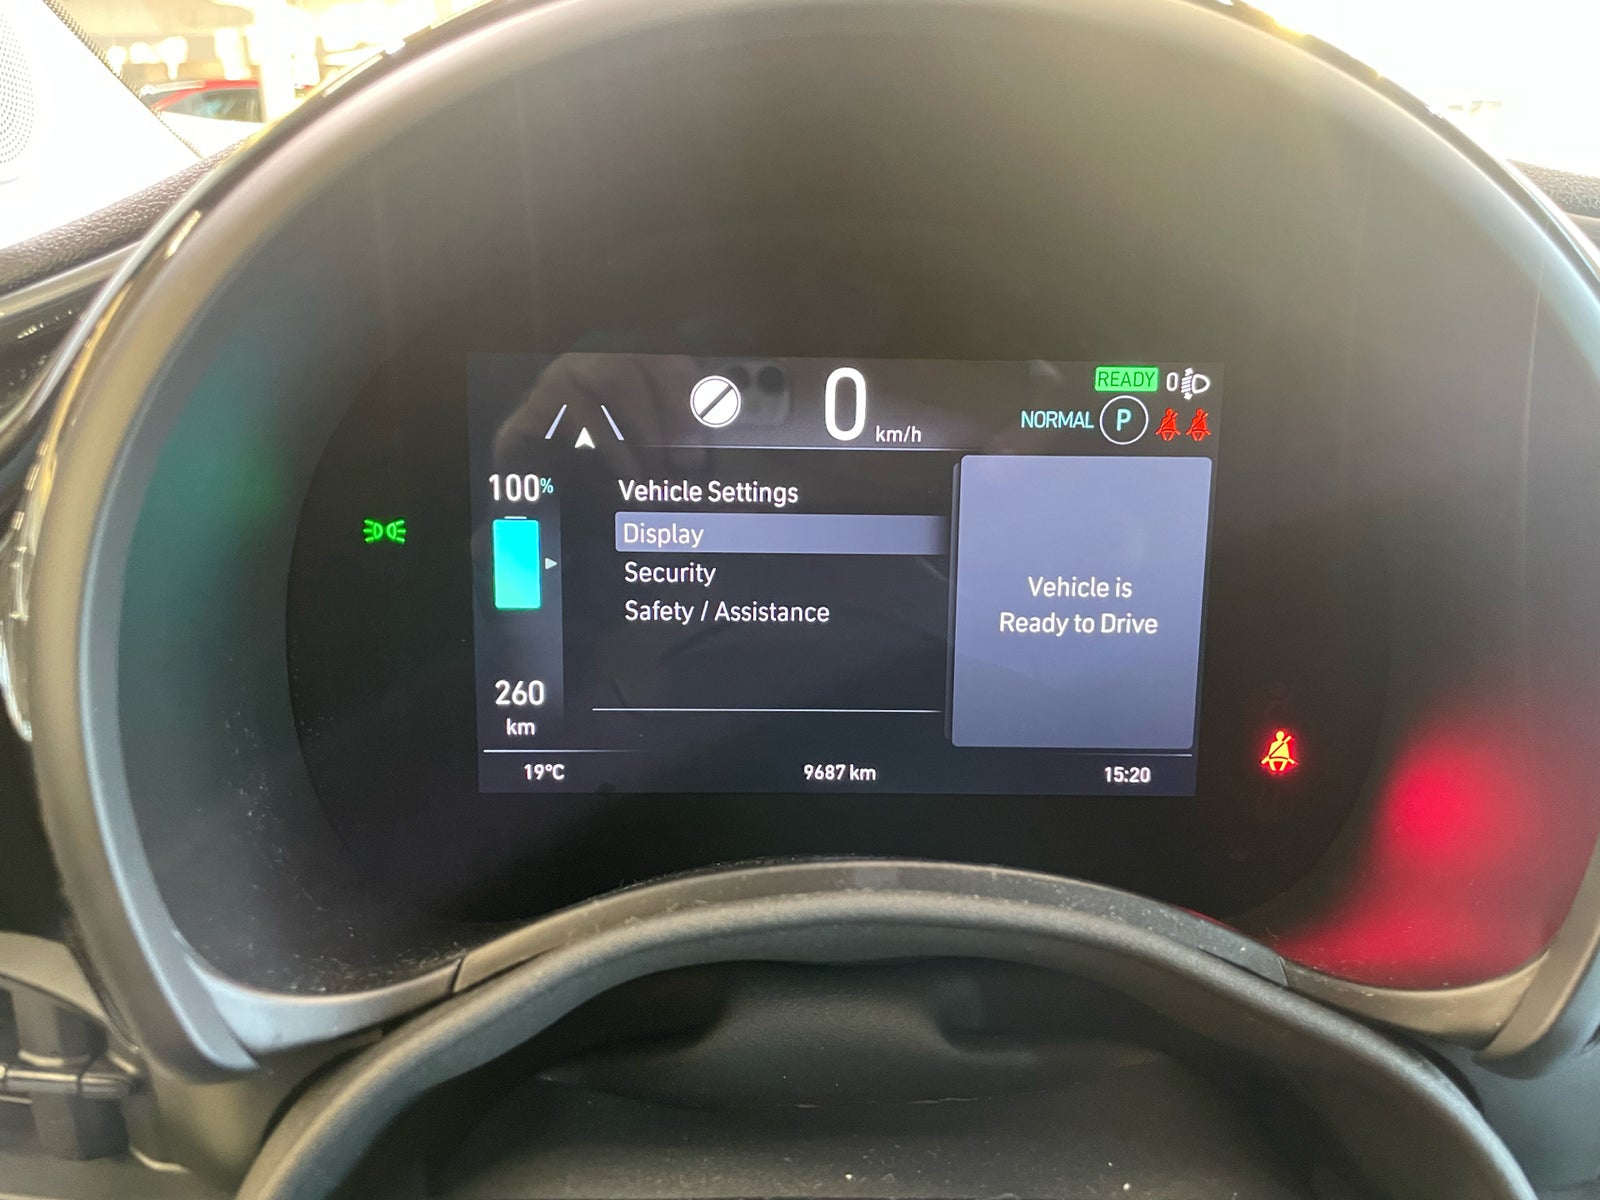 0 km/h
READY 0
NORMAL P
100%
Vehicle Settings
Display
Security
Safety / Assistance
Vehicle is
Ready to Drive
260
km
19°C
9687 km
15:20